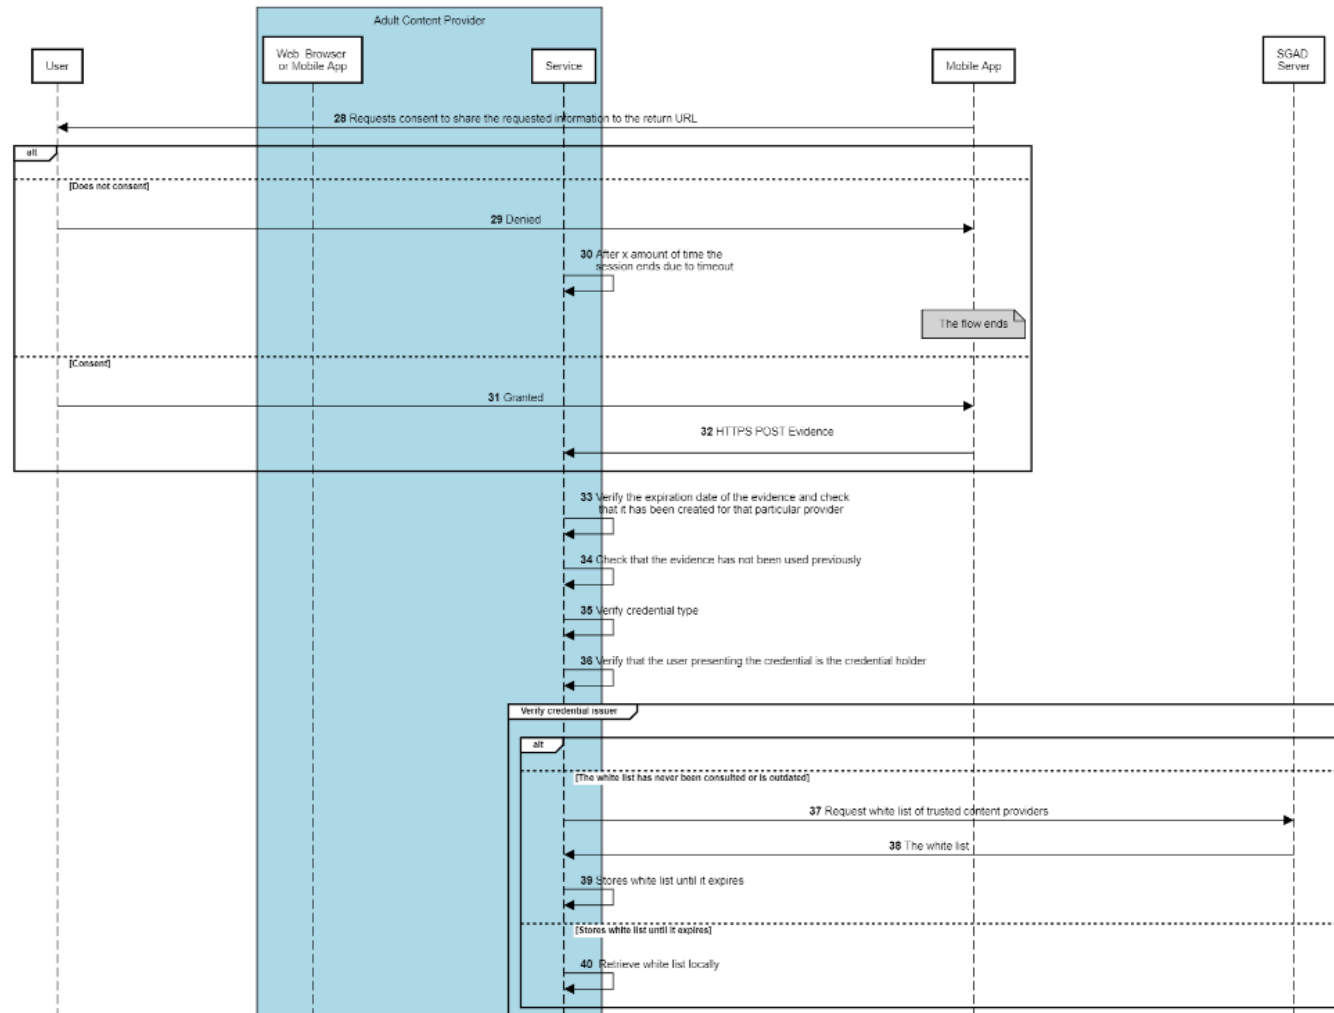 Adult Content Provider
User
Web Browser
or Mobile App
Service
Mobile App
SGAD
Server
28 Requests consent to share the requested information to the return URL
alt
[Does not consent]
29 Denied
30 After x amount of time the
session ends due to timeout
The flow ends
[Consent]
31 Granted
32 HTTPS POST Evidence
33 Verify the expiration date of the evidence and check
that it has been created for that particular provider
34 Check that the evidence has not been used previously
35 Verify credential type
36 Verify that the user presenting the credential is the credential holder
Verify credential issuer
alt
[The white list has never been consulted or is outdated]
37 Request white list of trusted content providers
38 The white list
39 Stores white list until it expires
[Stores white list until it expires]
40 Retrieve white list locally